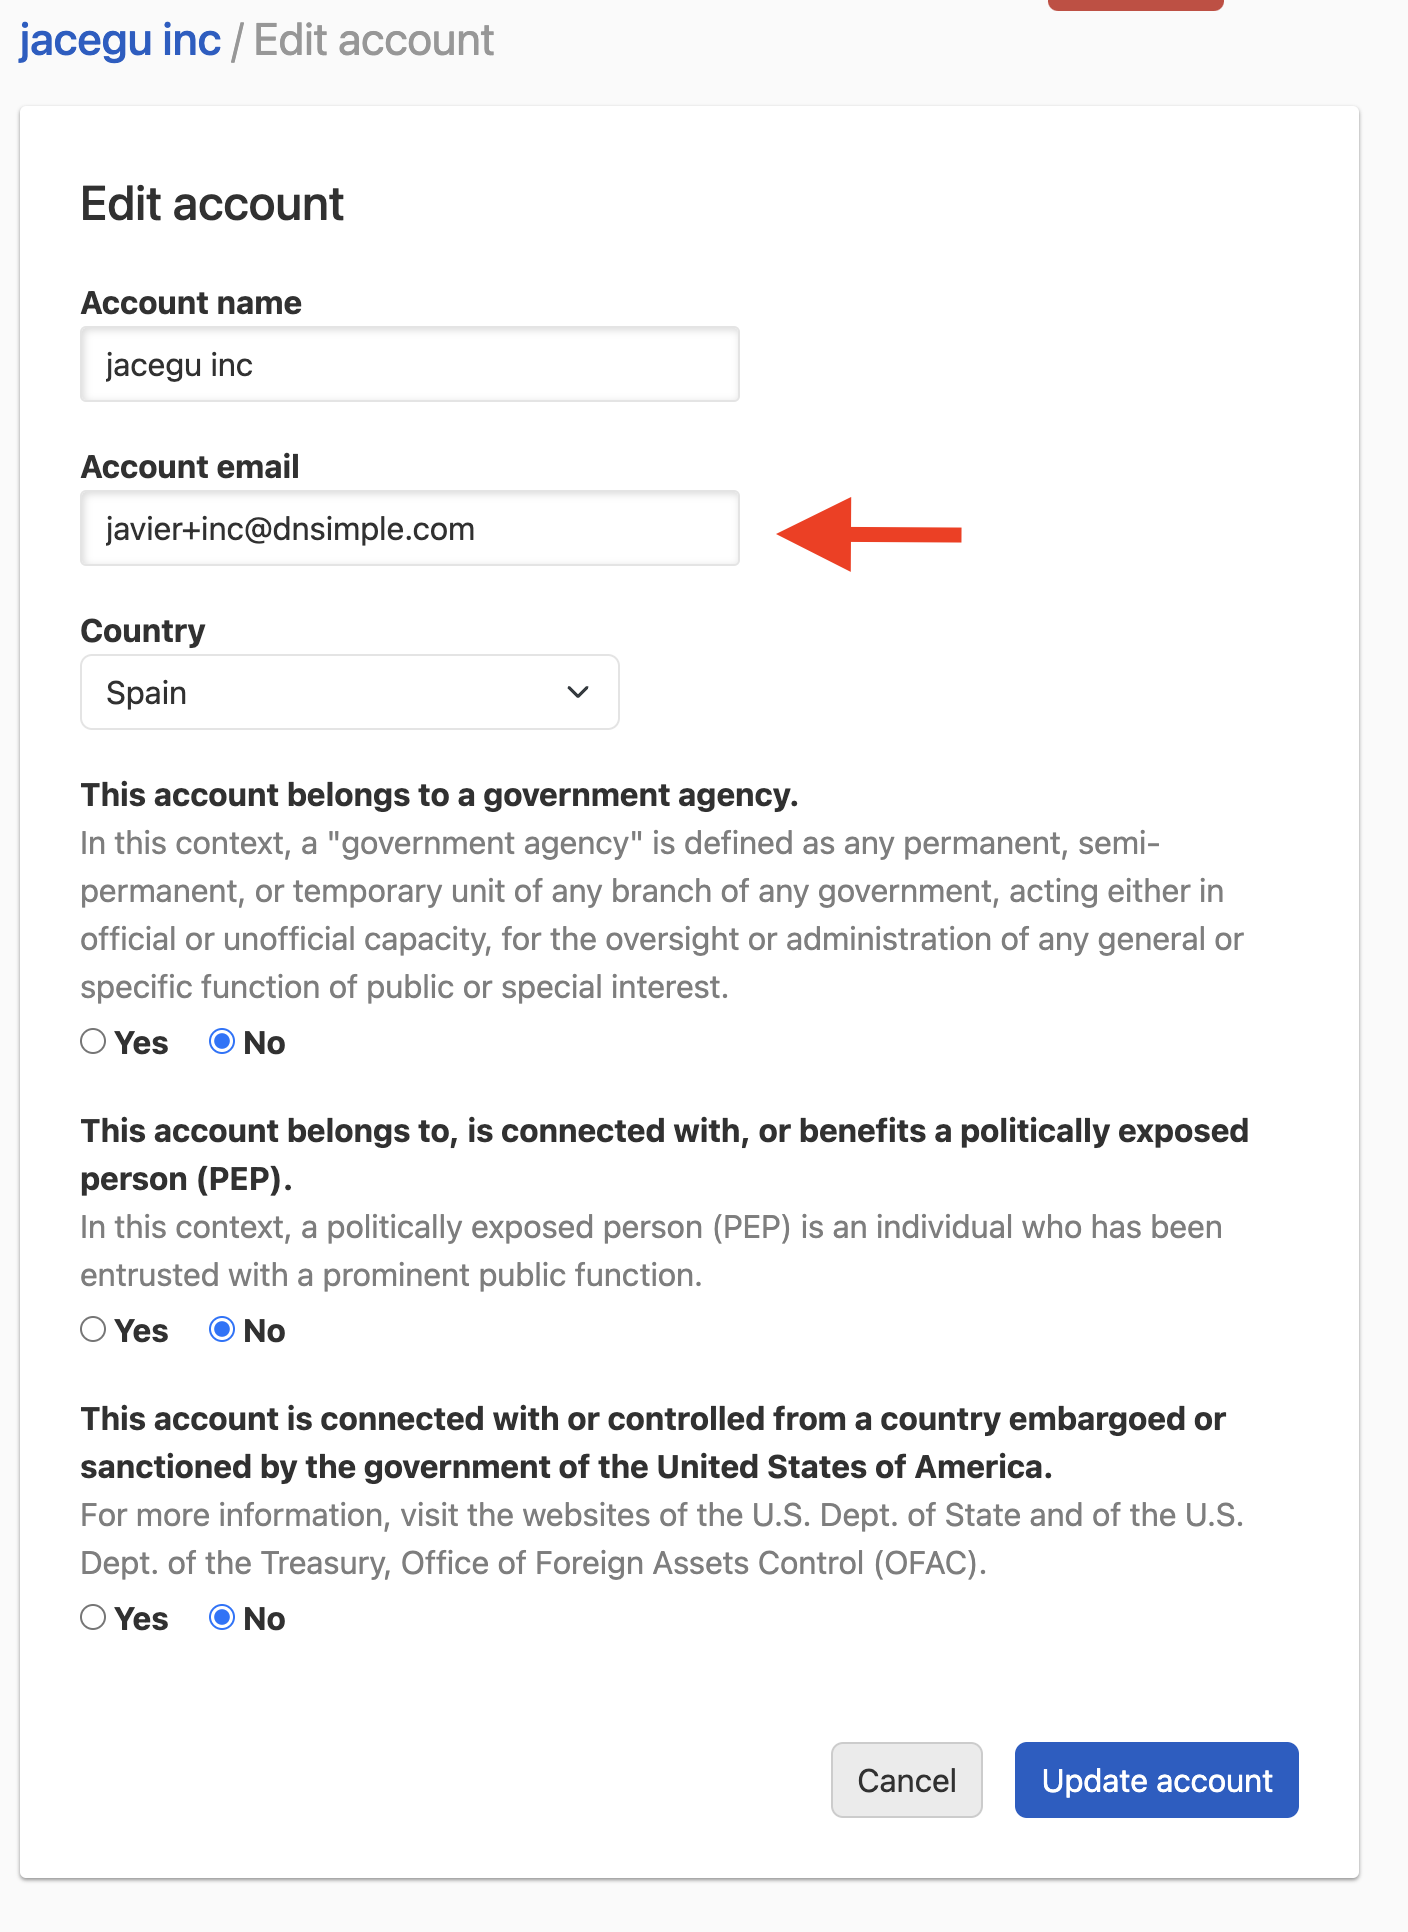 jacegu inc / Edit account
Edit account
Account name
jacegu inc
Account email
javier+inc@dnsimple.com
Country
Spain
This account belongs to a government agency.
In this context, a "government agency" is defined as any permanent, semi-
permanent, or temporary unit of any branch of any government, acting either in
official or unofficial capacity, for the oversight or administration of any general or
specific function of public or special interest.
Yes No
This account belongs to, is connected with, or benefits a politically exposed
person (PEP).
In this context, a politically exposed person (PEP) is an individual who has been
entrusted with a prominent public function.
Yes No
This account is connected with or controlled from a country embargoed or
sanctioned by the government of the United States of America.
For more information, visit the websites of the U.S. Dept. of State and of the U.S.
Dept. of the Treasury, Office of Foreign Assets Control (OFAC).
Yes No
Cancel Update account